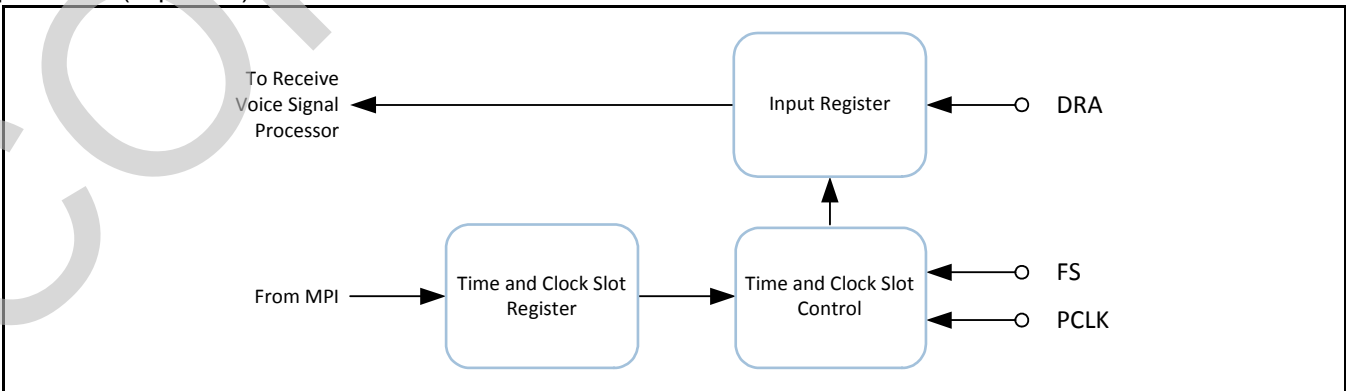 To Receive
Voice Signal
Processor
Input Register
DRA
From MPI
Time and Clock Slot
Register
Time and Clock Slot
Control
FS
PCLK